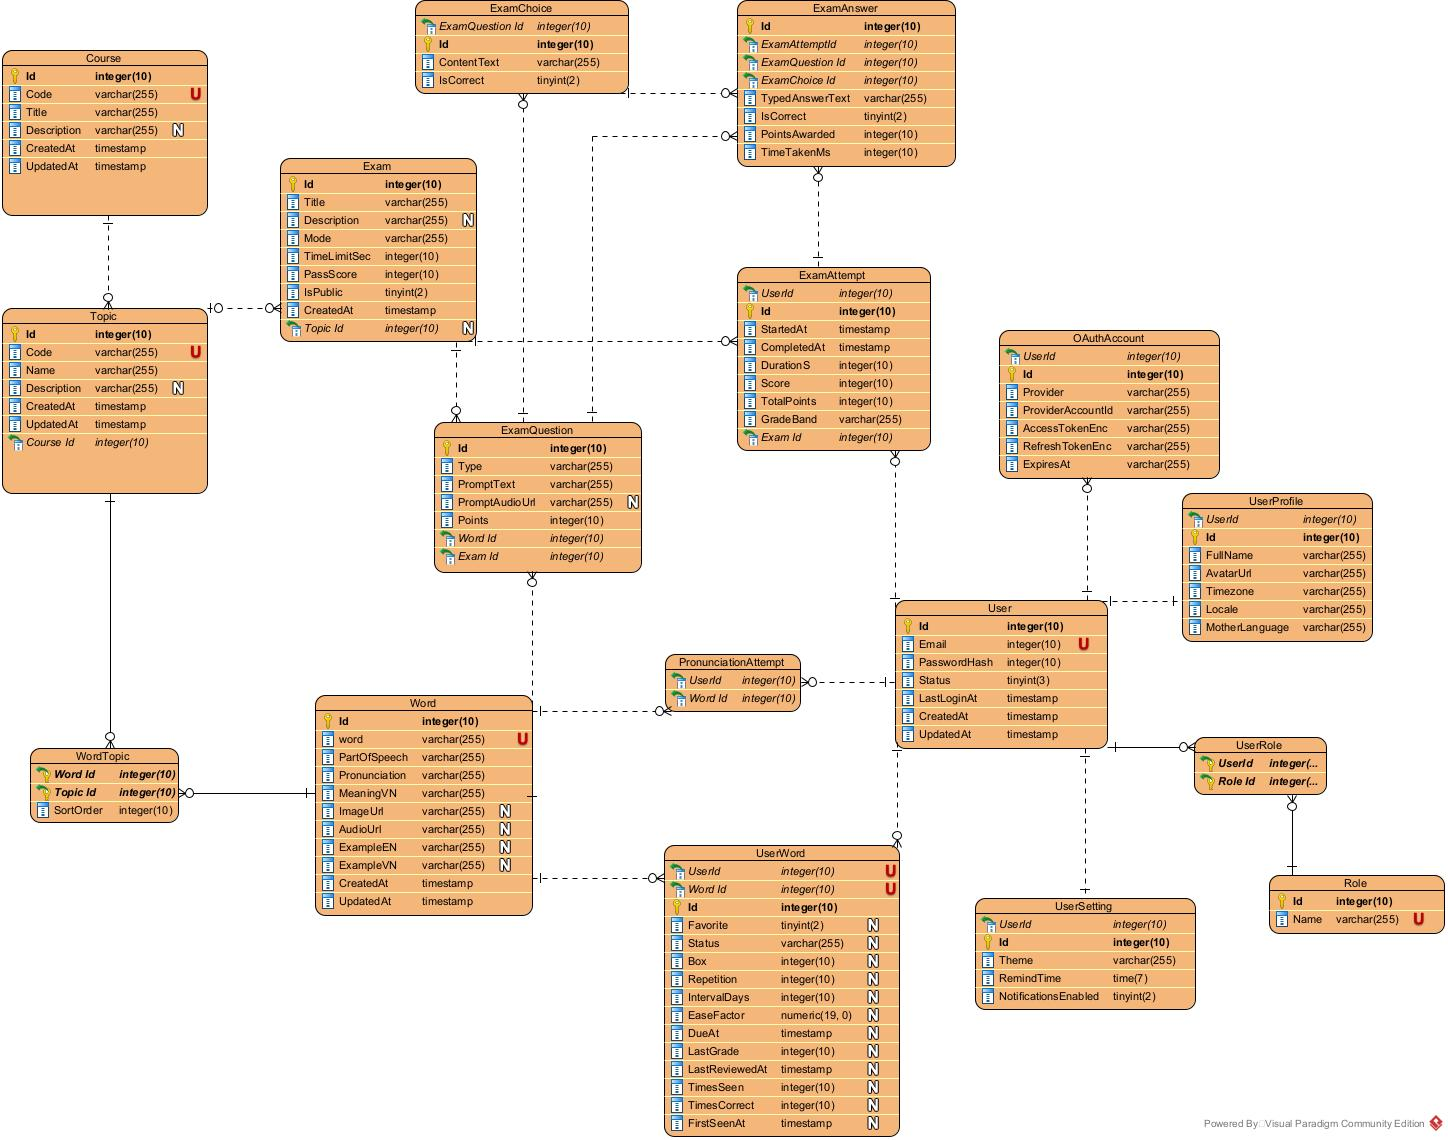 ExamChoice
ExamQuestion Id integer(10)
Id integer(10)
ContentText varchar(255)
IsCorrect tinyint(2)
ExamAnswer
Id integer(10)
ExamAttemptId integer(10)
ExamQuestion Id integer(10)
ExamChoice Id integer(10)
TypedAnswerText varchar(255)
IsCorrect tinyint(2)
PointsAwarded integer(10)
TimeTakenMs integer(10)
Course
Id integer(10)
Code varchar(255) U
Title varchar(255)
Description varchar(255) N
CreatedAt timestamp
UpdatedAt timestamp
Exam
Id integer(10)
Title varchar(255)
Description varchar(255) N
Mode varchar(255)
TimeLimitSec integer(10)
PassScore integer(10)
IsPublic tinyint(2)
CreatedAt timestamp
Topic Id integer(10) N
ExamAttempt
UserId integer(10)
Id integer(10)
StartedAt timestamp
CompletedAt timestamp
DurationS integer(10)
Score integer(10)
TotalPoints integer(10)
GradeBand varchar(255)
Exam Id integer(10)
Topic
Id integer(10)
Code varchar(255) U
Name varchar(255)
Description varchar(255) N
CreatedAt timestamp
UpdatedAt timestamp
Course Id integer(10)
OAuthAccount
UserId integer(10)
Id integer(10)
Provider varchar(255)
ProviderAccountId varchar(255)
AccessTokenEnc varchar(255)
RefreshTokenEnc varchar(255)
ExpiresAt varchar(255)
ExamQuestion
Id integer(10)
Type varchar(255)
PromptText varchar(255)
PromptAudioUrl varchar(255) N
Points integer(10)
Word Id integer(10)
Exam Id integer(10)
UserProfile
UserId integer(10)
Id integer(10)
FullName varchar(255)
AvatarUrl varchar(255)
Timezone varchar(255)
Locale varchar(255)
MotherLanguage varchar(255)
User
Id integer(10)
Email integer(10) U
PasswordHash integer(10)
Status tinyint(3)
LastLoginAt timestamp
CreatedAt timestamp
UpdatedAt timestamp
PronunciationAttempt
UserId integer(10)
Word Id integer(10)
Word
Id integer(10)
word varchar(255) U
PartOfSpeech varchar(255)
Pronunciation varchar(255)
MeaningVN varchar(255)
ImageUrl varchar(255) N
AudioUrl varchar(255) N
ExampleEN varchar(255) N
ExampleVN varchar(255) N
CreatedAt timestamp
UpdatedAt timestamp
WordTopic
Word Id integer(10)
Topic Id integer(10)
SortOrder integer(10)
UserRole
UserId integer(...
Role Id integer(...
UserWord
UserId integer(10) U
Word Id integer(10) U
Id integer(10)
Favorite tinyint(2) N
Status varchar(255) N
Box integer(10) N
Repetition integer(10) N
IntervalDays integer(10) N
EaseFactor numeric(19, 0) N
DueAt timestamp N
LastGrade integer(10) N
LastReviewedAt timestamp N
TimesSeen integer(10) N
TimesCorrect integer(10) N
FirstSeenAt timestamp N
Role
Id integer(10)
Name varchar(255) U
UserSetting
UserId integer(10)
Id integer(10)
Theme varchar(255)
RemindTime time(7)
NotificationsEnabled tinyint(2)
Powered By Visual Paradigm Community Edition